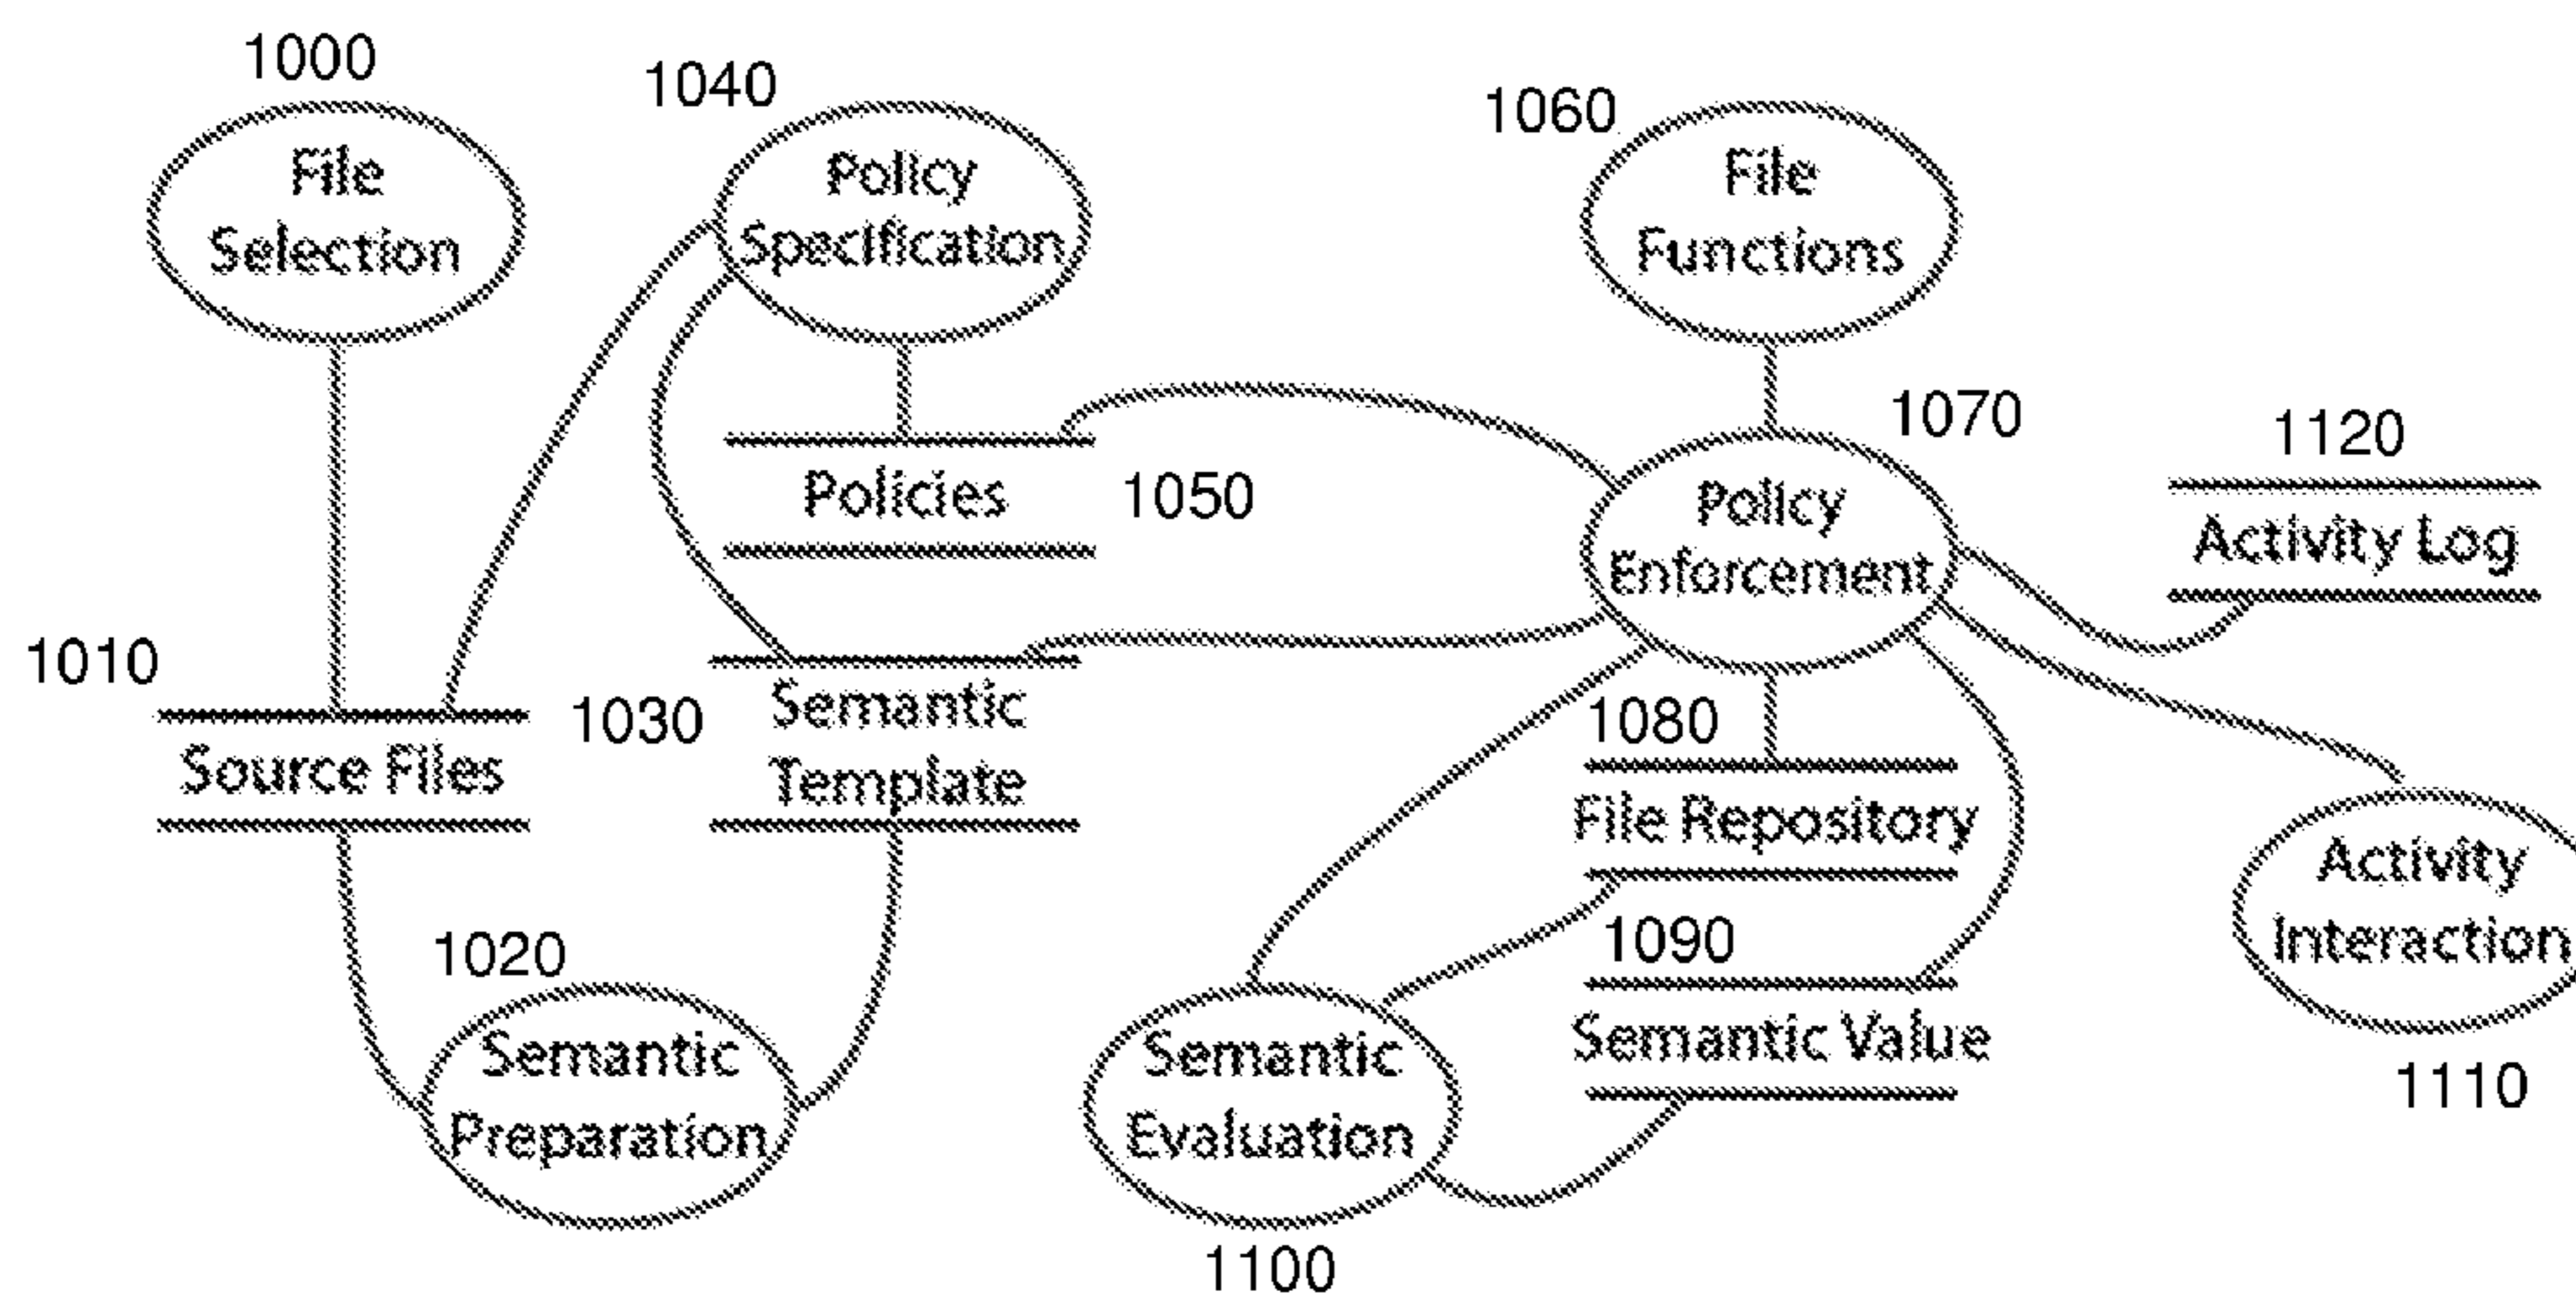 1000
File
Selection
1040
Policy
Specification
1060
File
Functions
1070
Policy
Enforcement
1120
Activity Log
Policies
1050
1010
Source Files
1030
Semantic
Template
1080
File Repository
1090
Semantic Value
Activity
Interaction
1110
1020
Semantic
Preparation
Semantic
Evaluation
1100